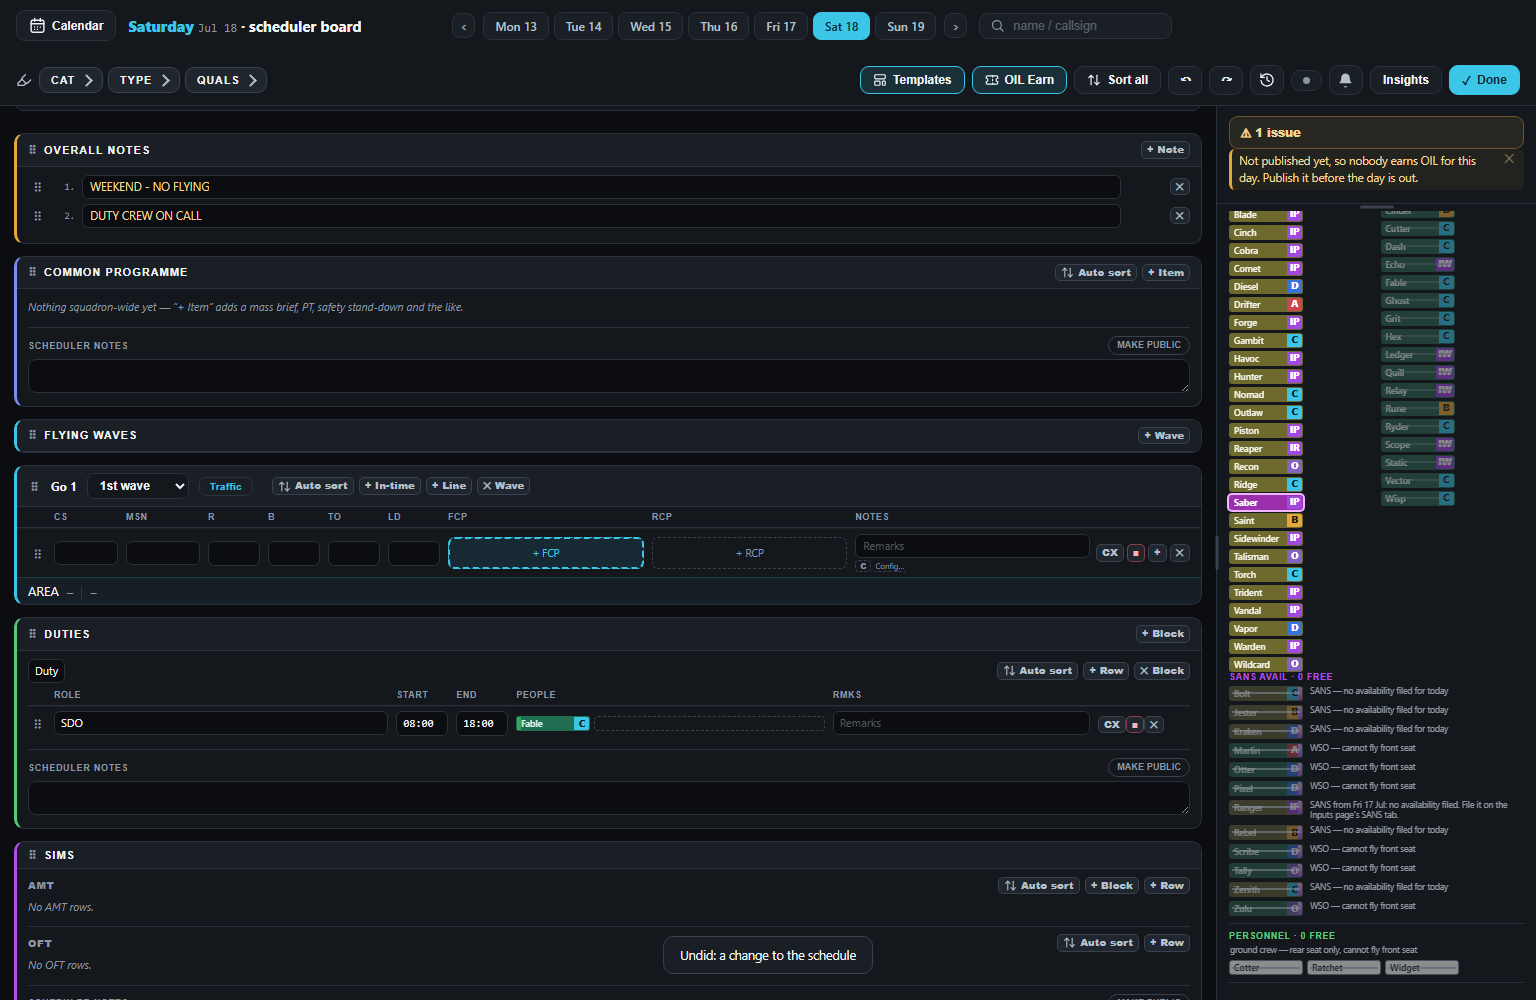 Calendar
Saturday Jul 18 · scheduler board
‹ Mon 13 Tue 14 Wed 15 Thu 16 Fri 17 Sat 18 Sun 19 ›
name / callsign
CAT TYPE QUALS
Templates OIL Earn Sort all Insights ✓ Done
OVERALL NOTES
+ Note
1. WEEKEND - NO FLYING
2. DUTY CREW ON CALL
COMMON PROGRAMME
Auto sort + Item
Nothing squadron-wide yet — "+ Item" adds a mass brief, PT, safety stand-down and the like.
SCHEDULER NOTES
MAKE PUBLIC
FLYING WAVES
+ Wave
Go 1 1st wave Traffic Auto sort + In-time + Line ✕ Wave
CS MSN R B TO LD FCP RCP NOTES
+ FCP + RCP Remarks CX + ✕
C Config...
AREA – –
DUTIES
+ Block
Duty
Auto sort + Row ✕ Block
ROLE START END PEOPLE RMKS
SDO 08:00 18:00 Fable C Remarks CX ✕
SCHEDULER NOTES
MAKE PUBLIC
SIMS
AMT
Auto sort + Block + Row
No AMT rows.
OFT
Auto sort + Row
No OFT rows.
Undid: a change to the schedule
1 issue
Not published yet, so nobody earns OIL for this
day. Publish it before the day is out.
Blade IP
Cinch IP
Cobra IP
Comet IP
Diesel D
Drifter A
Forge IP
Gambit C
Havoc IP
Hunter IP
Nomad C
Outlaw C
Piston IP
Reaper IR
Recon O
Ridge C
Saber IP
Saint B
Sidewinder IP
Talisman O
Torch C
Trident IP
Vandal IP
Vapor D
Warden IP
Wildcard O
Cinder
Cutter C
Dash C
Echo
Fable C
Ghost C
Grit C
Hex C
Ledger
Quill
Relay
Rune B
Ryder C
Scope
Static
Vector C
Wisp C
SANS AVAIL · 0 FREE
Bolt C SANS — no availability filed for today
Jester B SANS — no availability filed for today
Kraken D SANS — no availability filed for today
Marlin A WSO — cannot fly front seat
Otter D WSO — cannot fly front seat
Pixel D WSO — cannot fly front seat
Ranger SANS from Fri 17 Jul: no availability filed. File it on the
Inputs page's SANS tab.
Rebel B SANS — no availability filed for today
Scribe D WSO — cannot fly front seat
Tally O WSO — cannot fly front seat
Zenith C SANS — no availability filed for today
Zulu O WSO — cannot fly front seat
PERSONNEL · 0 FREE
ground crew — rear seat only, cannot fly front seat
Cotter Ratchet Widget